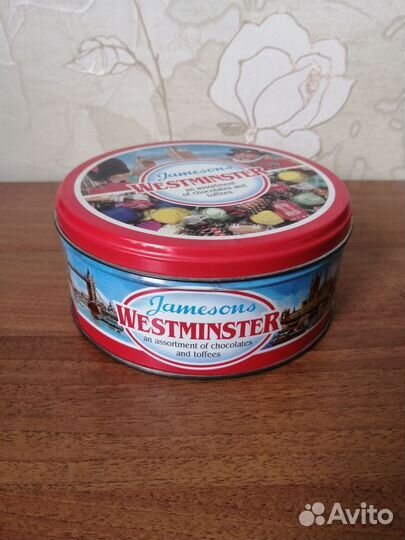 Jamesons
WESTMINSTER
an assortment
of chocolates and
toffees
Jamesons
WESTMINSTER
an assortment of chocolates
and toffees
Avito